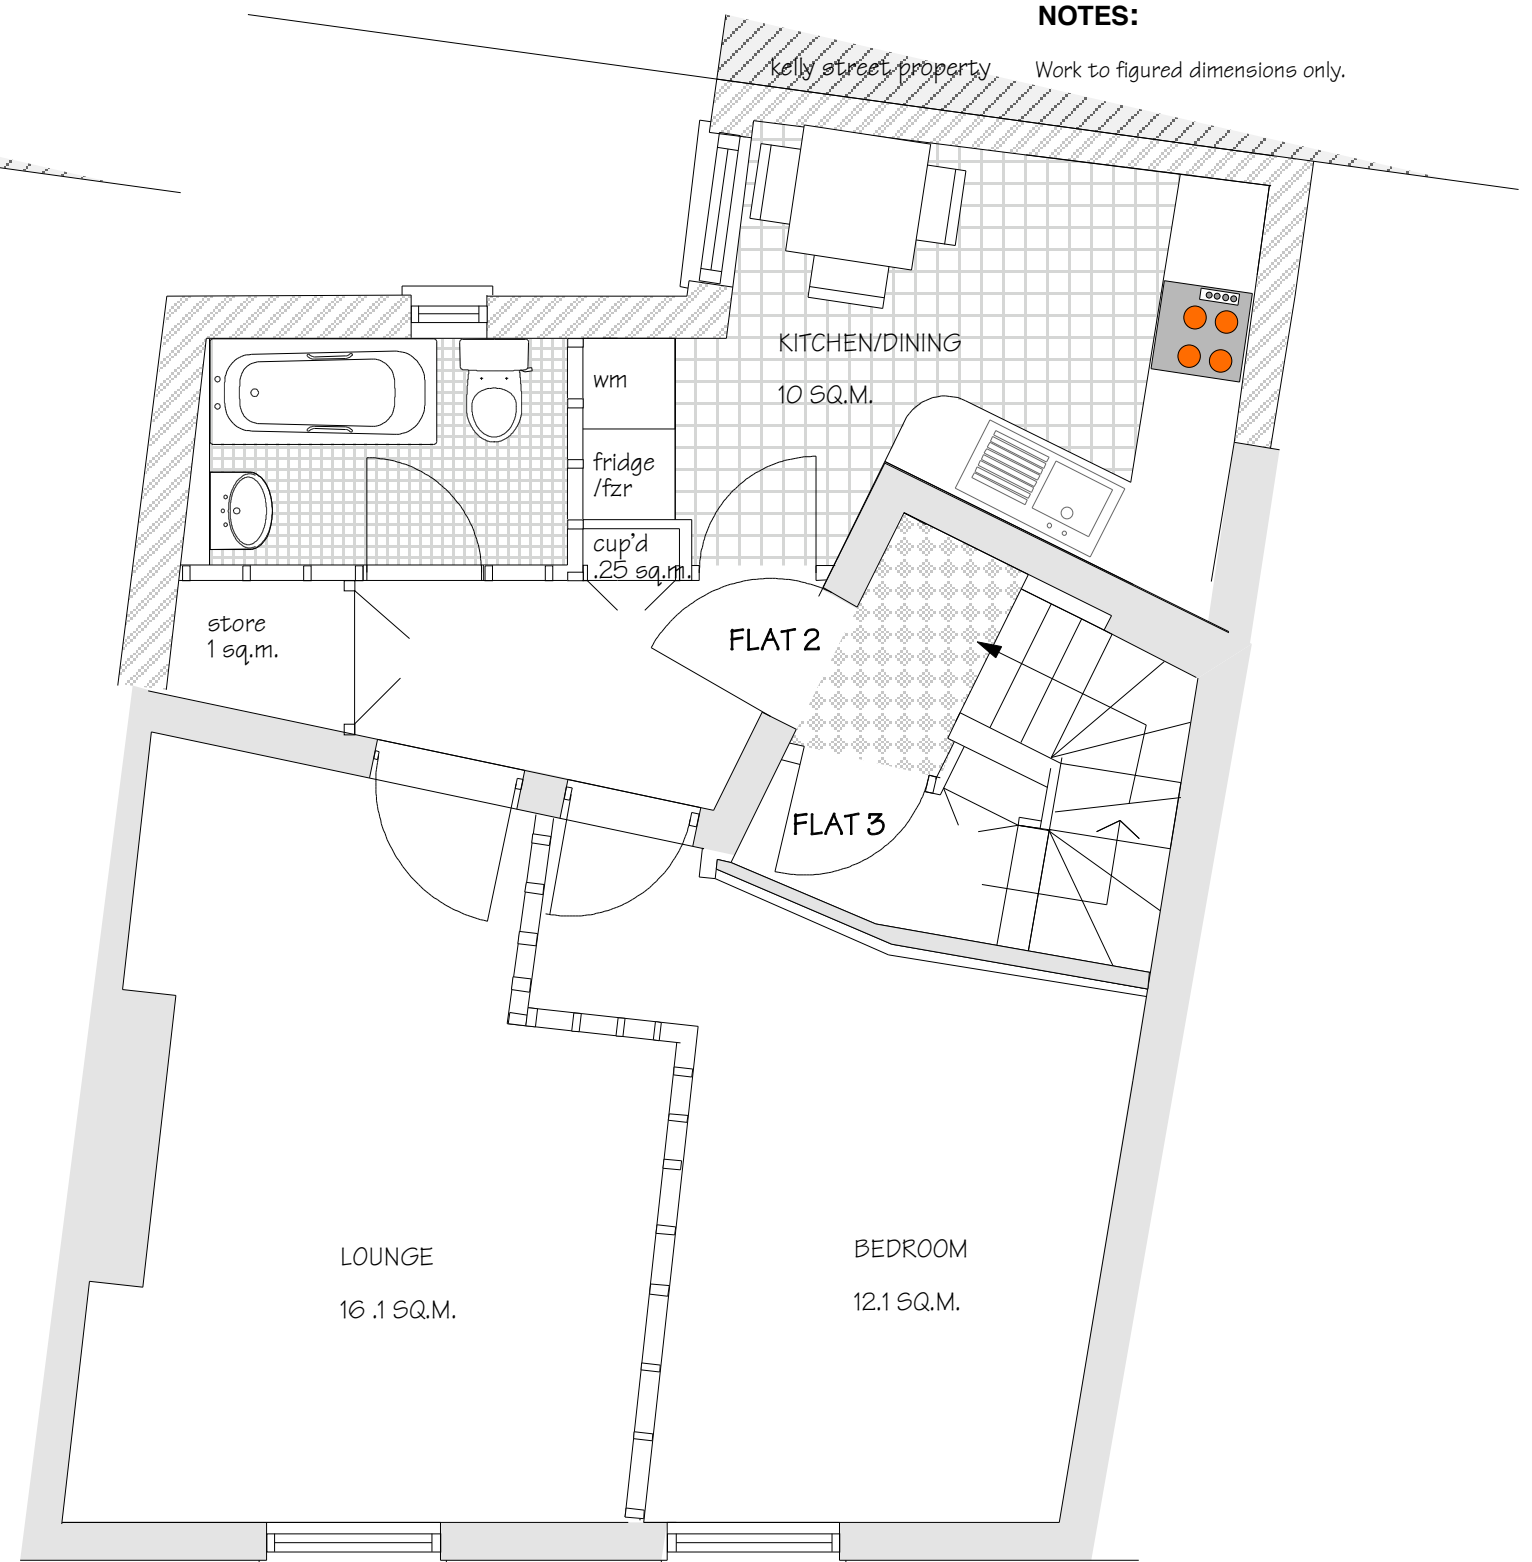 NOTES:
kelly street property
Work to figured dimensions only.
KITCHEN/DINING
10 SQ.M.
wm
fridge
/fzr
cup'd
.25 sq.m.
store
1 sq.m.
FLAT 2
FLAT 3
LOUNGE
16 .1 SQ.M.
BEDROOM
12.1 SQ.M.